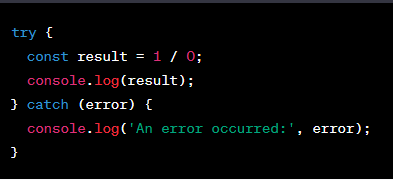 try {
  const result = 1 / 0;
  console.log(result);
} catch (error) {
  console.log('An error occurred:', error);
}